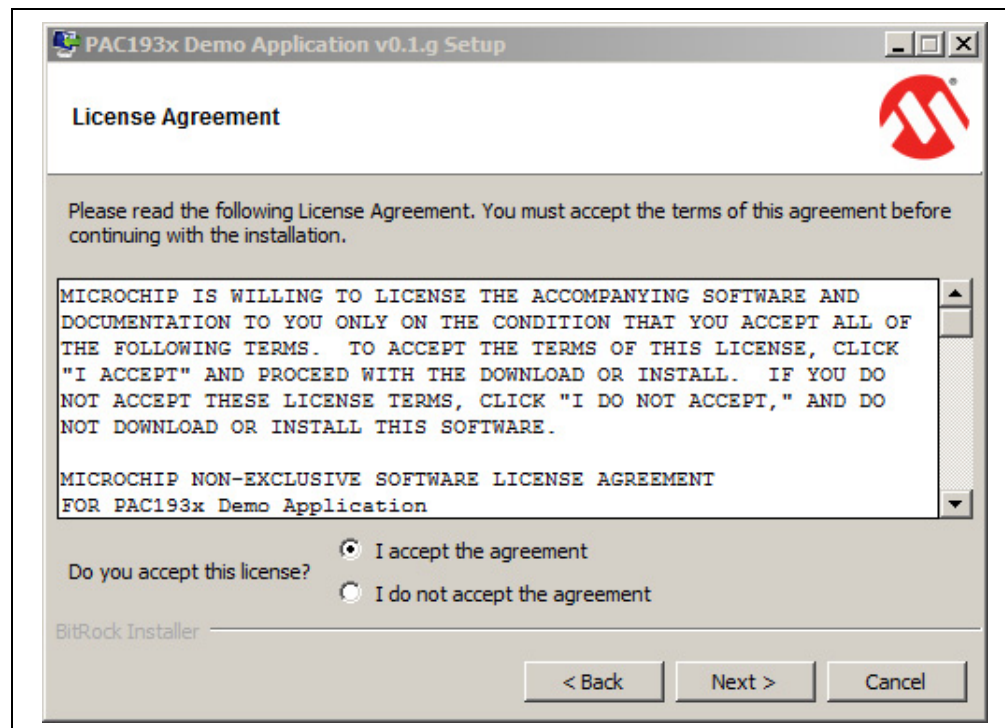 PAC193x Demo Application v0.1.g Setup
License Agreement
Please read the following License Agreement. You must accept the terms of this agreement before
continuing with the installation.
MICROCHIP IS WILLING TO LICENSE THE ACCOMPANYING SOFTWARE AND
DOCUMENTATION TO YOU ONLY ON THE CONDITION THAT YOU ACCEPT ALL OF
THE FOLLOWING TERMS.  TO ACCEPT THE TERMS OF THIS LICENSE, CLICK
"I ACCEPT" AND PROCEED WITH THE DOWNLOAD OR INSTALL.  IF YOU DO
NOT ACCEPT THESE LICENSE TERMS, CLICK "I DO NOT ACCEPT," AND DO
NOT DOWNLOAD OR INSTALL THIS SOFTWARE.
MICROCHIP NON-EXCLUSIVE SOFTWARE LICENSE AGREEMENT
FOR PAC193x Demo Application
Do you accept this license?
I accept the agreement
I do not accept the agreement
BitRock Installer
< Back
Next >
Cancel